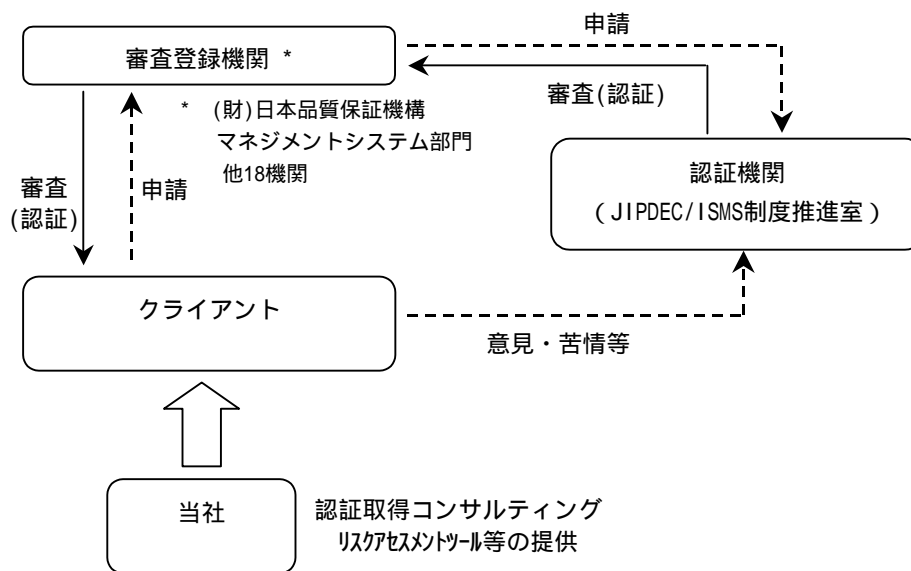 申請
審査登録機関 *
審査(認証)
* (財)日本品質保証機構
マネジメントシステム部門
他18機関
審査
(認証)
申請
認証機関
(JIPDEC/ISMS制度推進室)
クライアント
意見・苦情等
当社
認証取得コンサルティング
リスクアセスメントツール等の提供